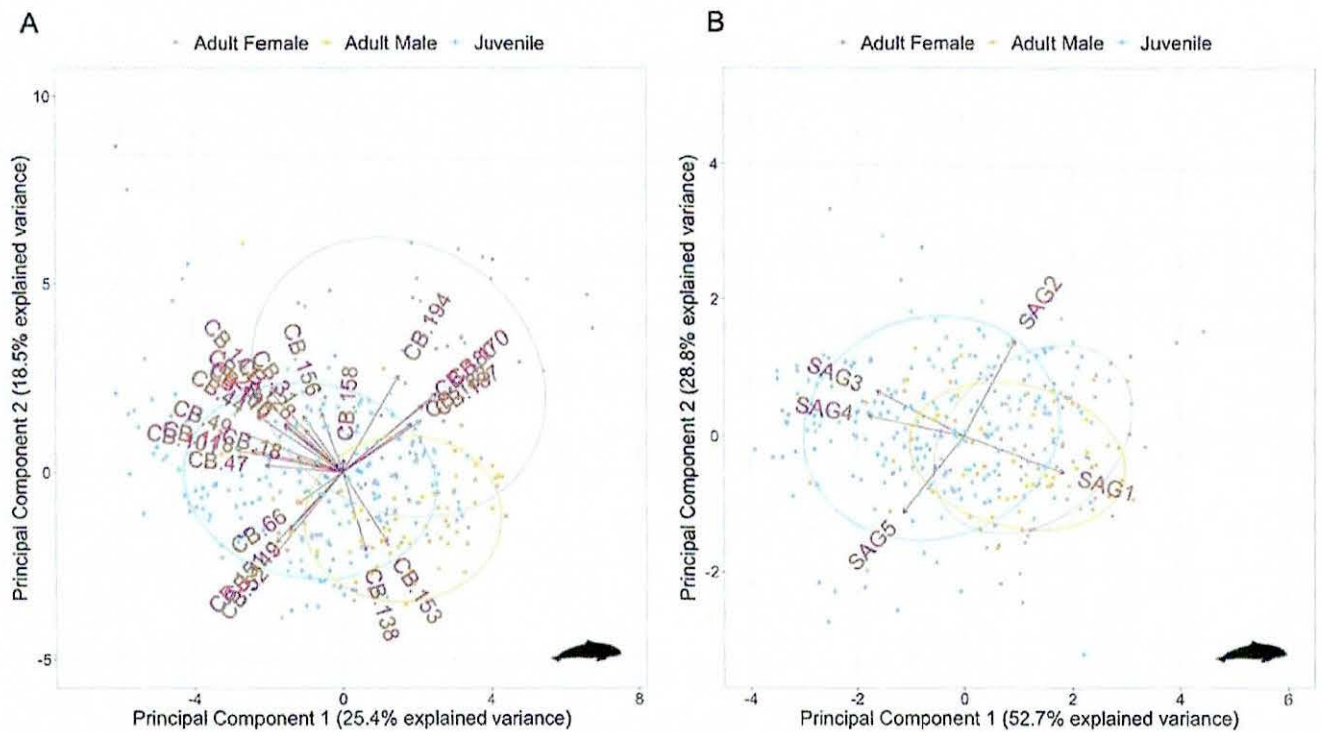 A
B
Adult Female Adult Male Juvenile
Adult Female Adult Male Juvenile
Principal Component 2 (18.5% explained variance)
10
5
0
-5
CB.194
CB.156
CB.158
CB.49
CB.47
CB.66
CB.52
CB.138
CB.153
-4
0
4
8
Principal Component 1 (25.4% explained variance)
Principal Component 2 (28.8% explained variance)
4
2
0
-2
SAG2
SAG3
SAG4
SAG1
SAG5
-4
-2
0
2
4
6
Principal Component 1 (52.7% explained variance)